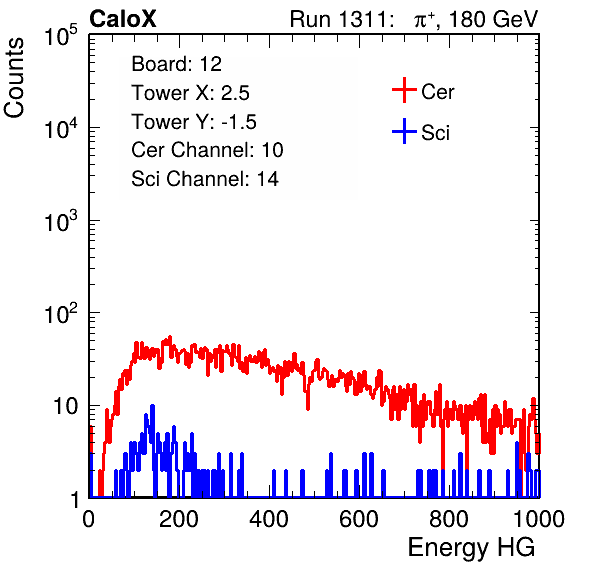 CaloX Run 1311: π⁺, 180 GeV
Counts
Board: 12
Tower X: 2.5
Tower Y: -1.5
Cer Channel: 10
Sci Channel: 14
Cer
Sci
10⁵
10⁴
10³
10²
10
1
0 200 400 600 800 1000
Energy HG